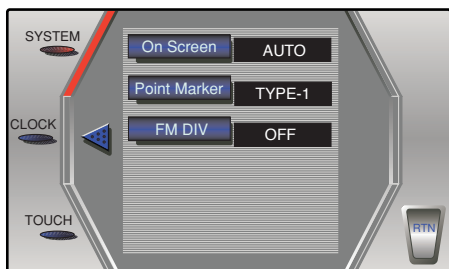 SYSTEM
On Screen AUTO
Point Marker TYPE-1
CLOCK
FM DIV OFF
TOUCH
RTN